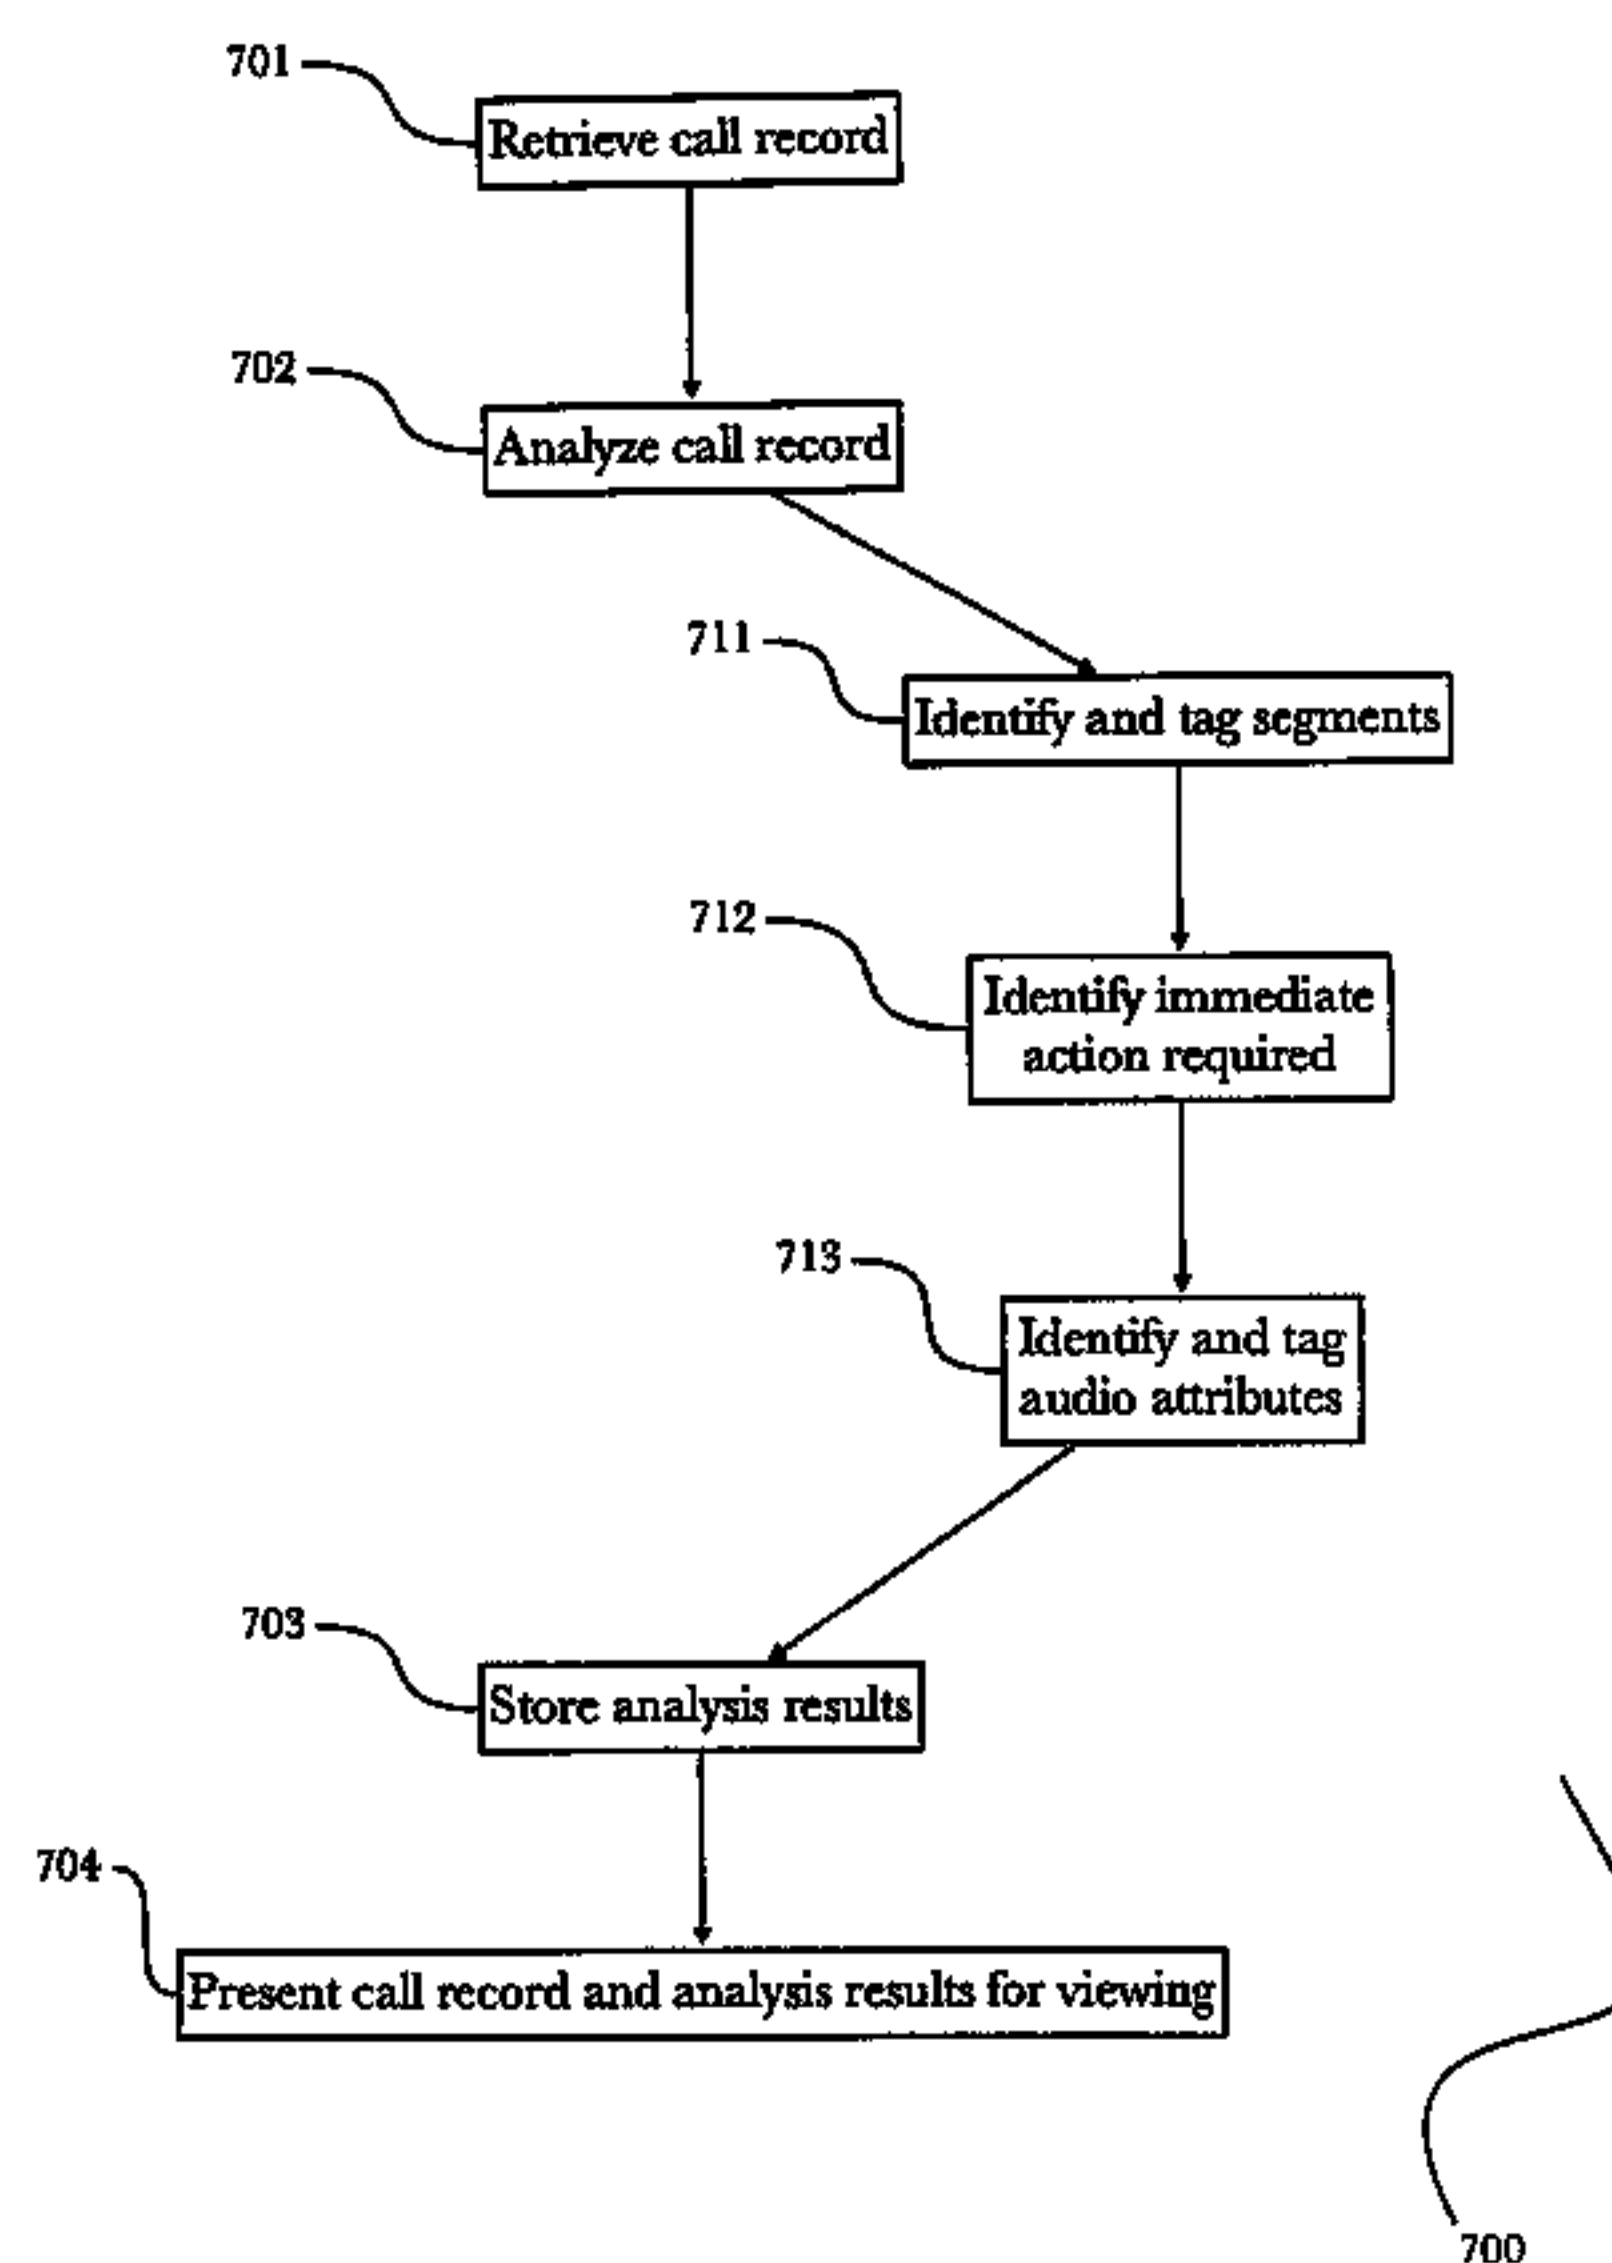 701
Retrieve call record
702
Analyze call record
711
Identify and tag segments
712
Identify immediate
action required
713
Identify and tag
audio attributes
703
Store analysis results
704
Present call record and analysis results for viewing
700